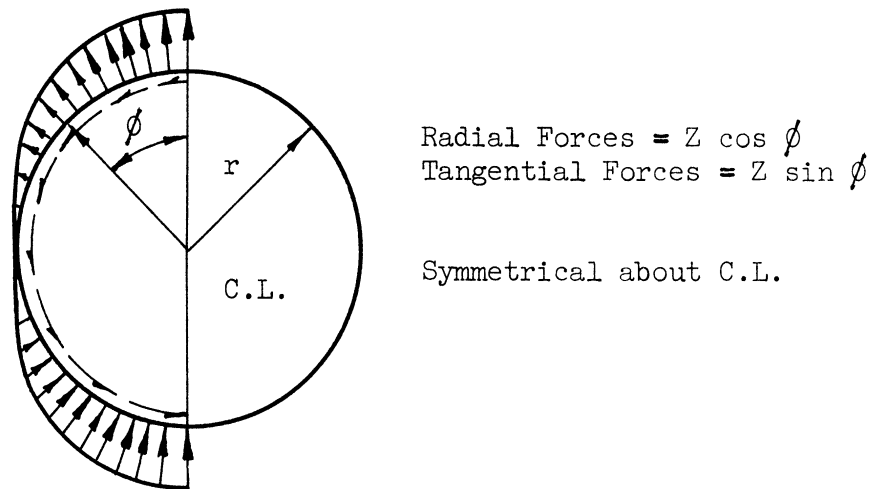 ϕ
r
C.L.
Radial Forces = Z cos ϕ
Tangential Forces = Z sin ϕ
Symmetrical about C.L.